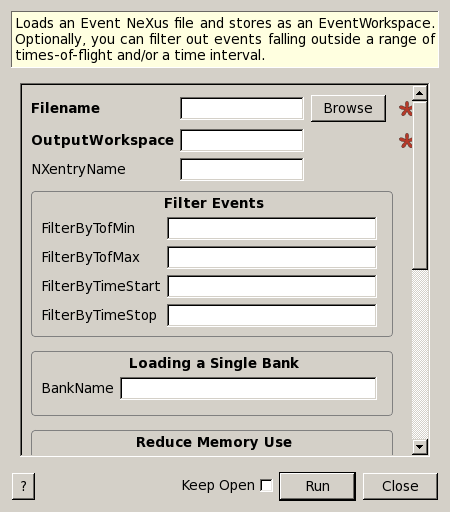 Loads an Event NeXus file and stores as an EventWorkspace.
Optionally, you can filter out events falling outside a range of
times-of-flight and/or a time interval.
Filename
Browse
OutputWorkspace
NXentryName
Filter Events
FilterByTofMin
FilterByTofMax
FilterByTimeStart
FilterByTimeStop
Loading a Single Bank
BankName
Reduce Memory Use
? Keep Open Run Close